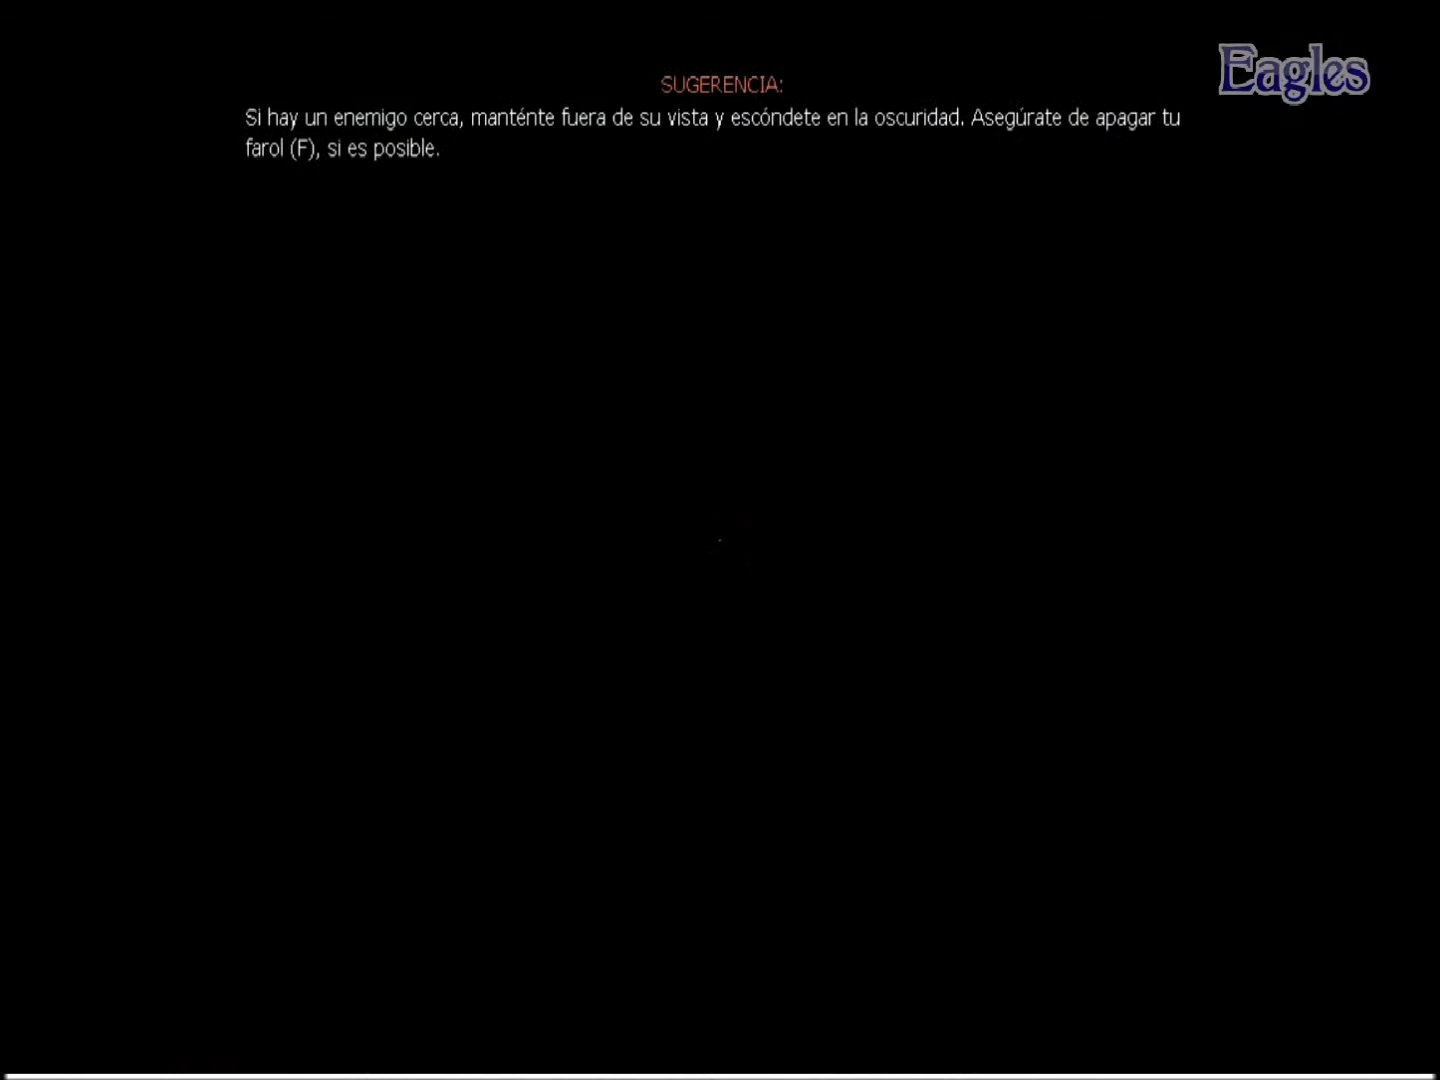 Eagles
SUGERENCIA:
Si hay un enemigo cerca, manténte fuera de su vista y escóndete en la oscuridad. Asegúrate de apagar tu
farol (F), si es posible.